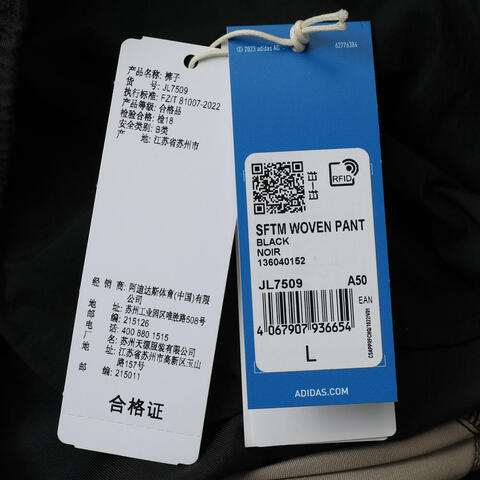 产品名称: 裤子
货 号: JL7509
执行标准: FZ/T 81007-2022
产品等级: 合格品
检验合格: 检18
安全类别: B类
产 地: 江苏省苏州市
经 销 商: 阿迪达斯体育(中国)有限
公司
地 址: 苏州工业园区唯胜路508号
邮 编: 215126
电 话: 400 880 1515
厂 名: 苏州天源服装有限公司
地 址: 江苏省苏州市高新区玉山
路157号
邮 编: 215011
合格证
© 2023 adidas AG
62776384
RFID
SFTM WOVEN PANT
BLACK
NOIR
136040152
JL7509 A50
EAN
4 067907 936654
L
ADIDAS.COM